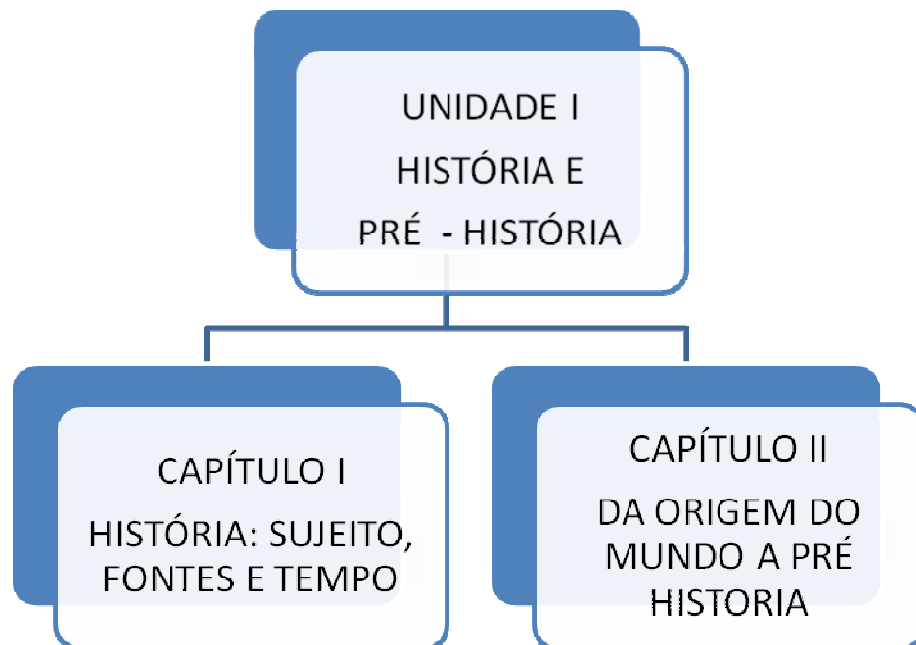 UNIDADE I
HISTÓRIA E
PRÉ - HISTÓRIA
CAPÍTULO I
HISTÓRIA: SUJEITO,
FONTES E TEMPO
CAPÍTULO II
DA ORIGEM DO
MUNDO A PRÉ
HISTORIA